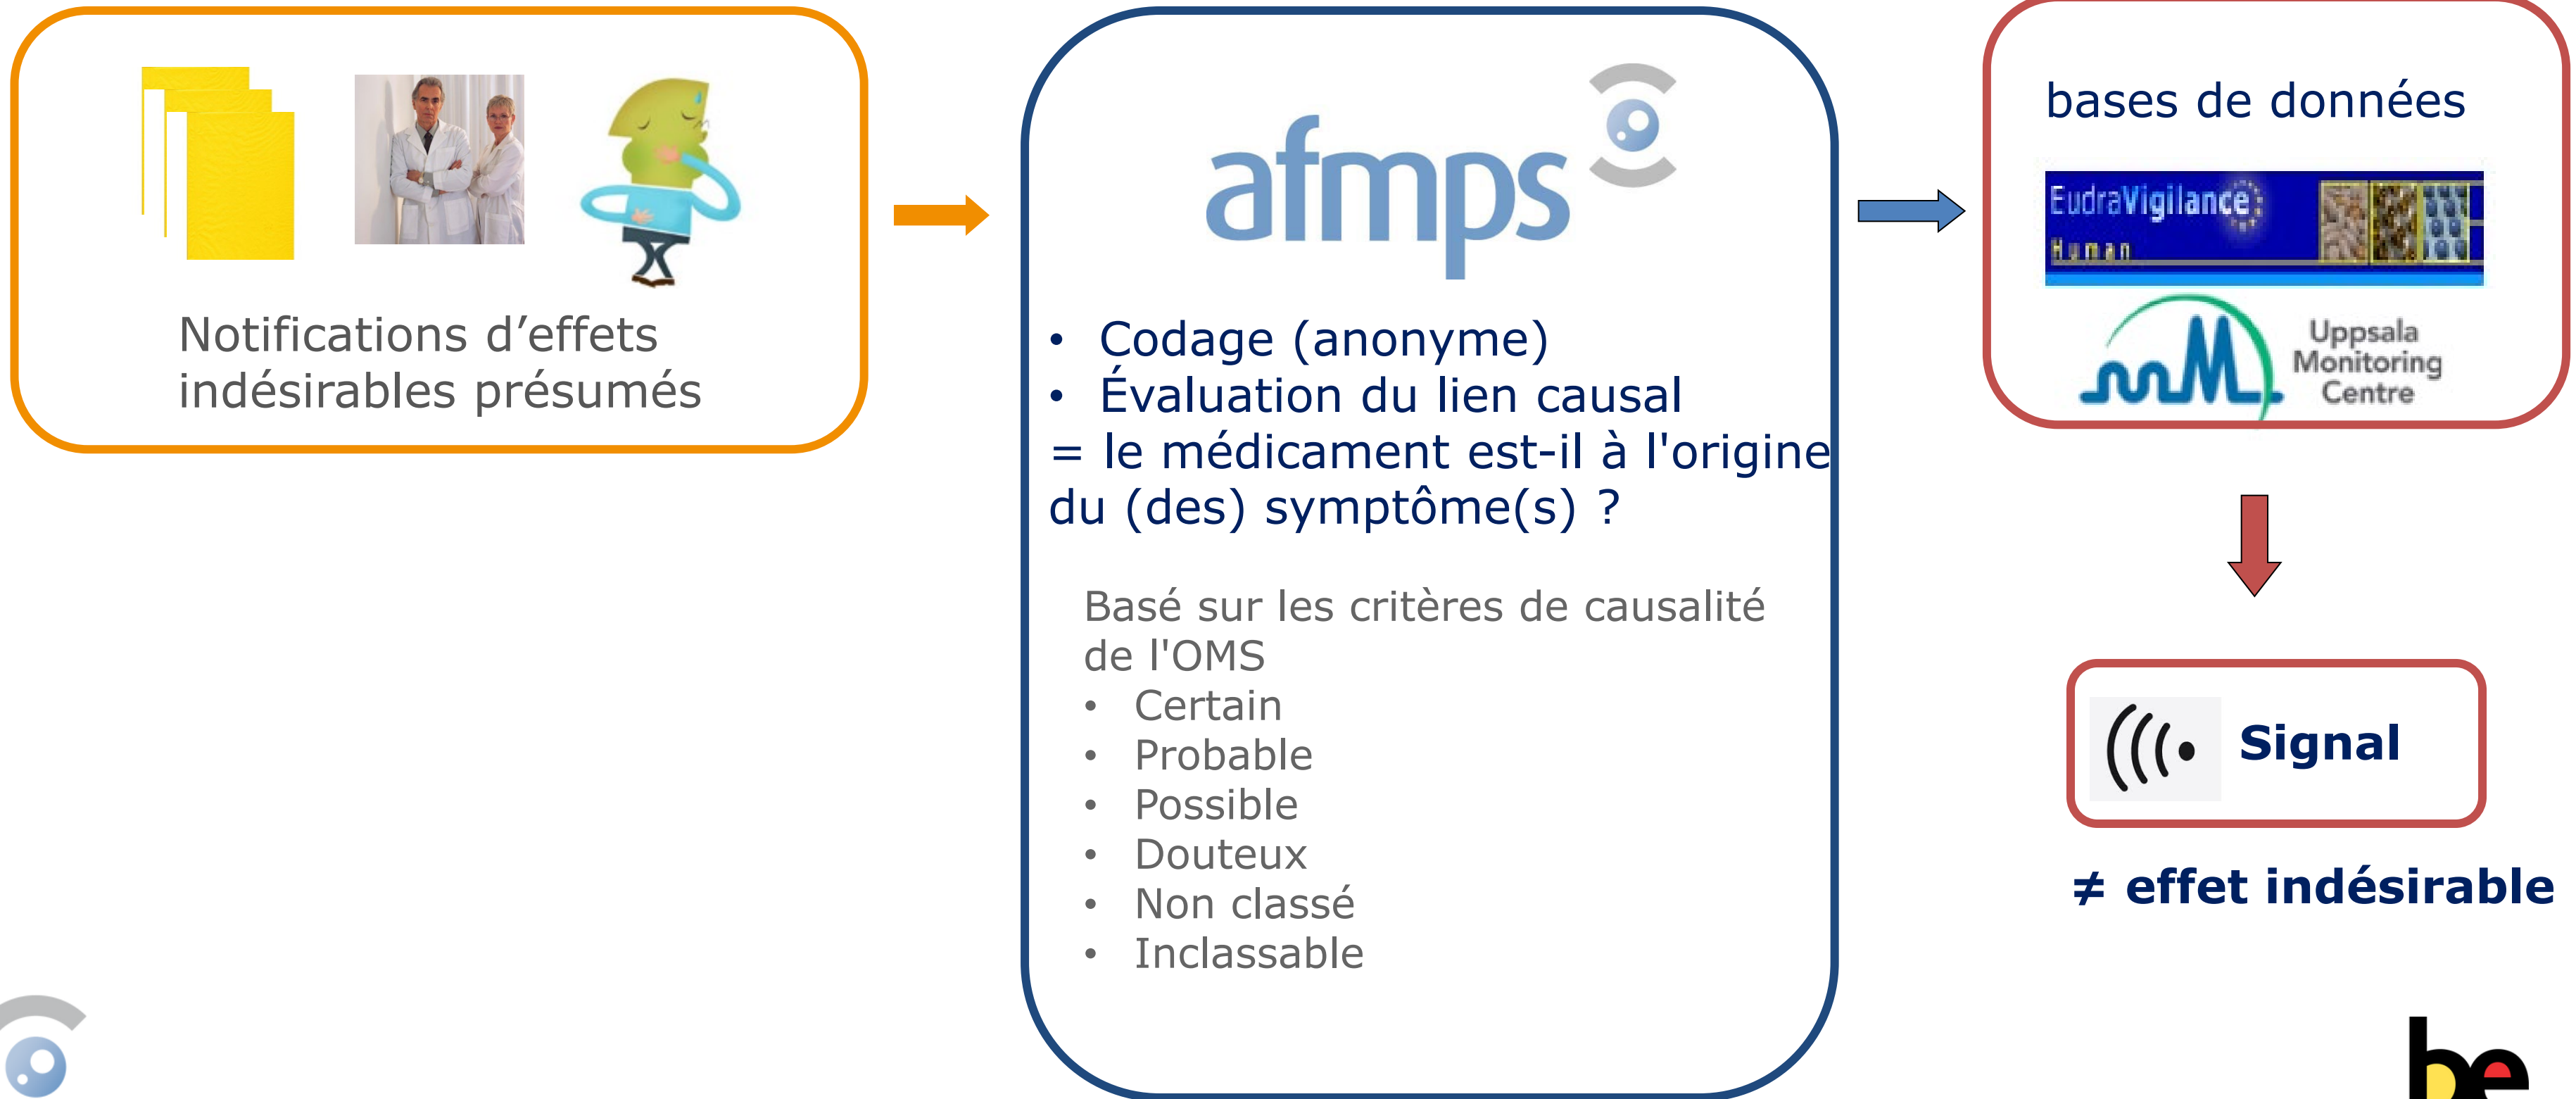 Notifications d’effets
indésirables présumés
afmps
• Codage (anonyme)
• Évaluation du lien causal
= le médicament est-il à l'origine
du (des) symptôme(s) ?
Basé sur les critères de causalité
de l'OMS
• Certain
• Probable
• Possible
• Douteux
• Non classé
• Inclassable
bases de données
EudraVigilance
Human
Uppsala
Monitoring
Centre
Signal
≠ effet indésirable
be